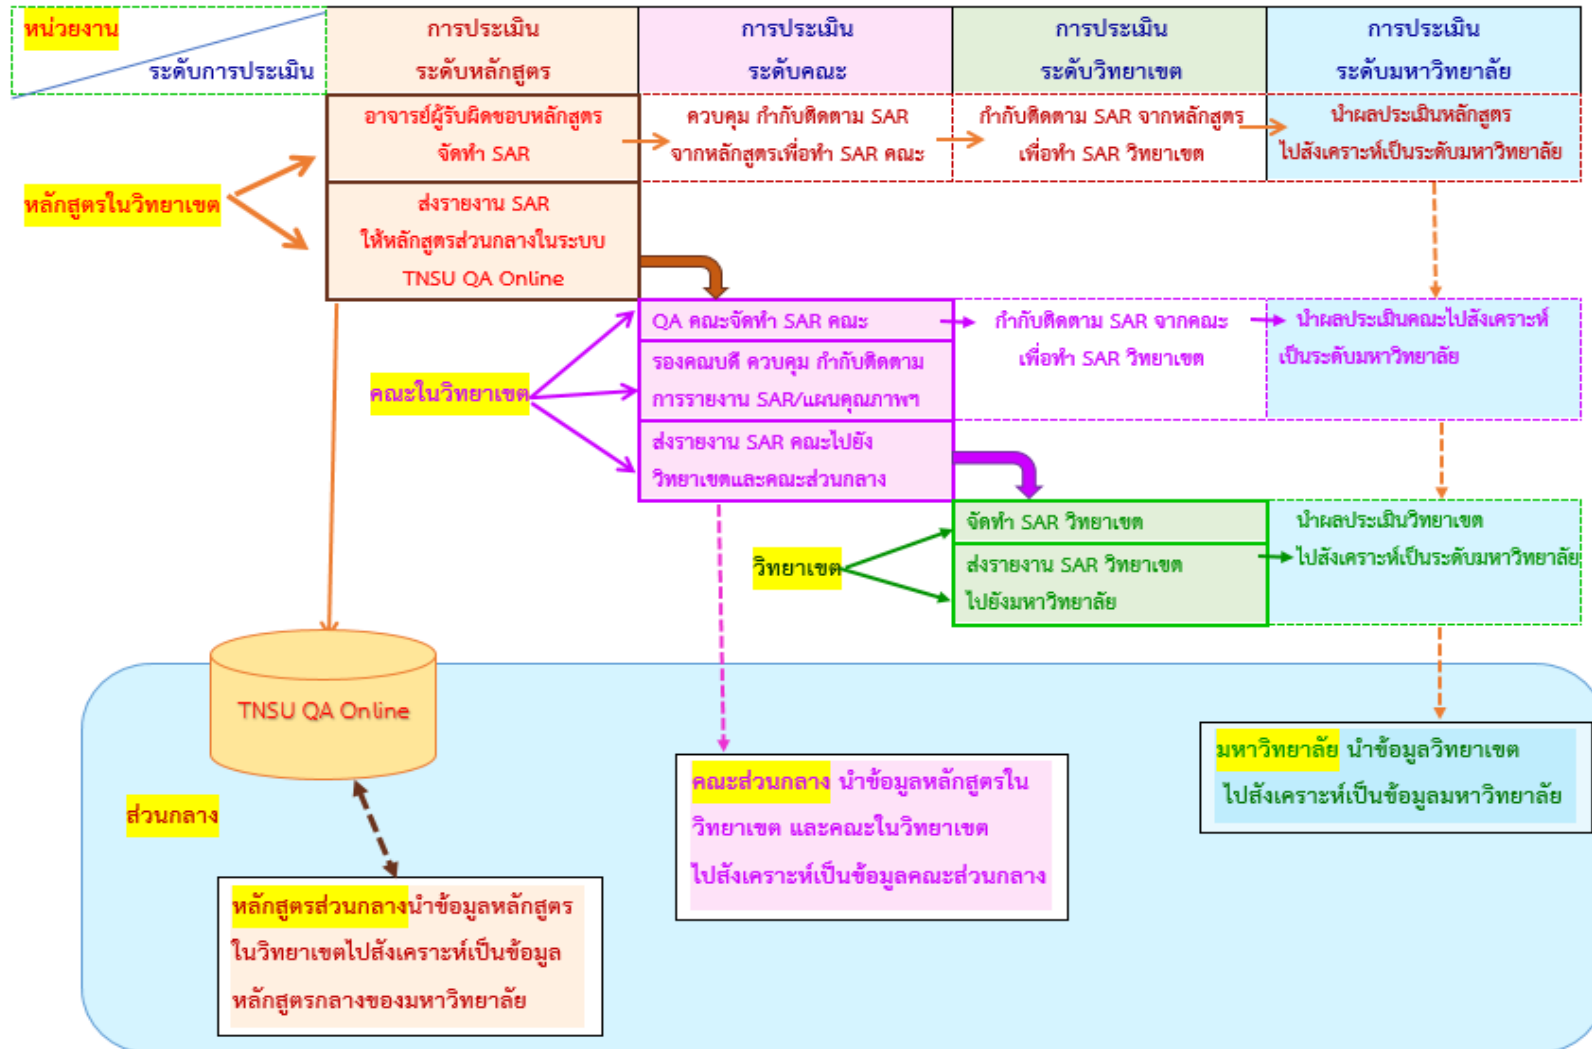 หน่วยงาน
ระดับการประเมิน
การประเมิน
ระดับหลักสูตร
การประเมิน
ระดับคณะ
การประเมิน
ระดับวิทยาเขต
การประเมิน
ระดับมหาวิทยาลัย
หลักสูตรในวิทยาเขต
อาจารย์ผู้รับผิดชอบหลักสูตร
จัดทำ SAR
ควบคุม กำกับติดตาม SAR
จากหลักสูตรเพื่อทำ SAR คณะ
กำกับติดตาม SAR จากหลักสูตร
เพื่อทำ SAR วิทยาเขต
นำผลประเมินหลักสูตร
ไปสังเคราะห์เป็นระดับมหาวิทยาลัย
ส่งรายงาน SAR
ให้หลักสูตรส่วนกลางในระบบ
TNSU QA Online
คณะในวิทยาเขต
QA คณะจัดทำ SAR คณะ
กำกับติดตาม SAR จากคณะ
เพื่อทำ SAR วิทยาเขต
นำผลประเมินคณะไปสังเคราะห์
เป็นระดับมหาวิทยาลัย
รองคณบดี ควบคุม กำกับติดตาม
การรายงาน SAR/แผนคุณภาพฯ
ส่งรายงาน SAR คณะไปยัง
วิทยาเขตและคณะส่วนกลาง
วิทยาเขต
จัดทำ SAR วิทยาเขต
นำผลประเมินวิทยาเขต
ไปสังเคราะห์เป็นระดับมหาวิทยาลัย
ส่งรายงาน SAR วิทยาเขต
ไปยังมหาวิทยาลัย
TNSU QA Online
ส่วนกลาง
หลักสูตรส่วนกลางนำข้อมูลหลักสูตร
ในวิทยาเขตไปสังเคราะห์เป็นข้อมูล
หลักสูตรกลางของมหาวิทยาลัย
คณะส่วนกลาง นำข้อมูลหลักสูตรใน
วิทยาเขต และคณะในวิทยาเขต
ไปสังเคราะห์เป็นข้อมูลคณะส่วนกลาง
มหาวิทยาลัย นำข้อมูลวิทยาเขต
ไปสังเคราะห์เป็นข้อมูลมหาวิทยาลัย